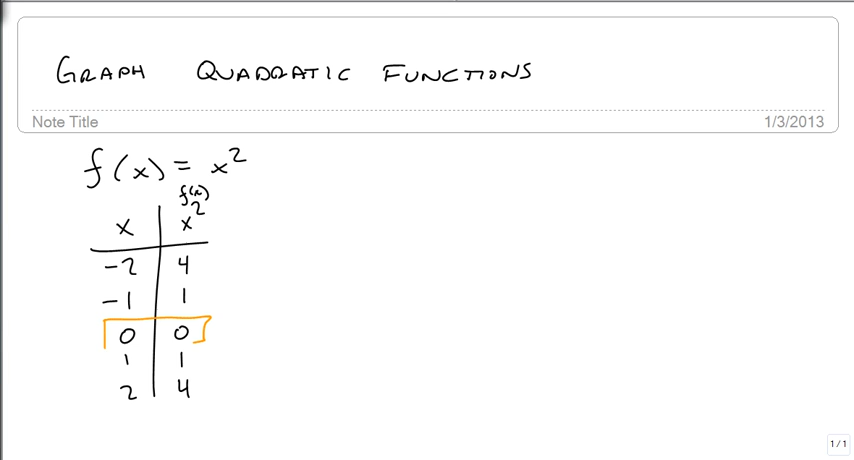 GRAPH QUADRATIC FUNCTIONS
Note Title 1/3/2013
f(x) = x²
f(x)
x x²
-2 4
-1 1
0 0
1 1
2 4
1 / 1